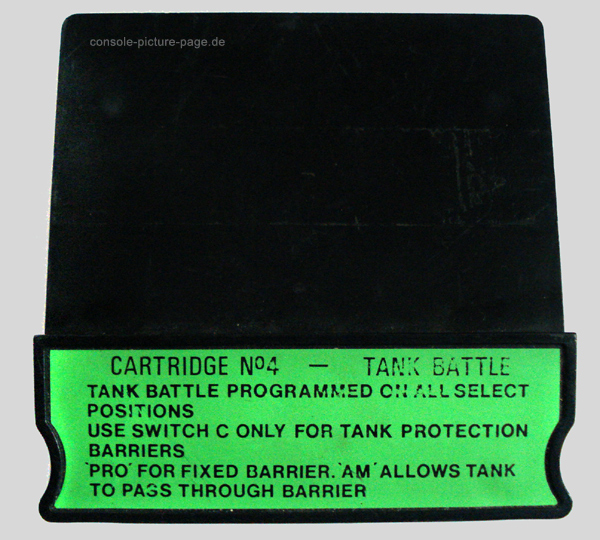 console-picture-page.de
CARTRIDGE Nº4 — TANK BATTLE
TANK BATTLE PROGRAMMED ON ALL SELECT
POSITIONS
USE SWITCH C ONLY FOR TANK PROTECTION
BARRIERS
'PRO' FOR FIXED BARRIER. 'AM' ALLOWS TANK
TO PASS THROUGH BARRIER